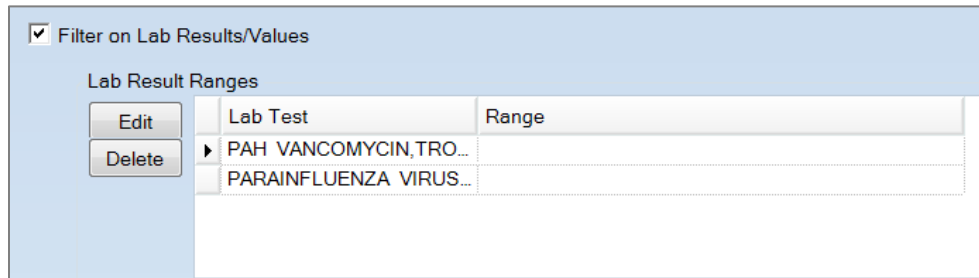 Filter on Lab Results/Values
Lab Result Ranges
Edit
Lab Test Range
Delete
PAH VANCOMYCIN,TRO...
PARAINFLUENZA VIRUS...